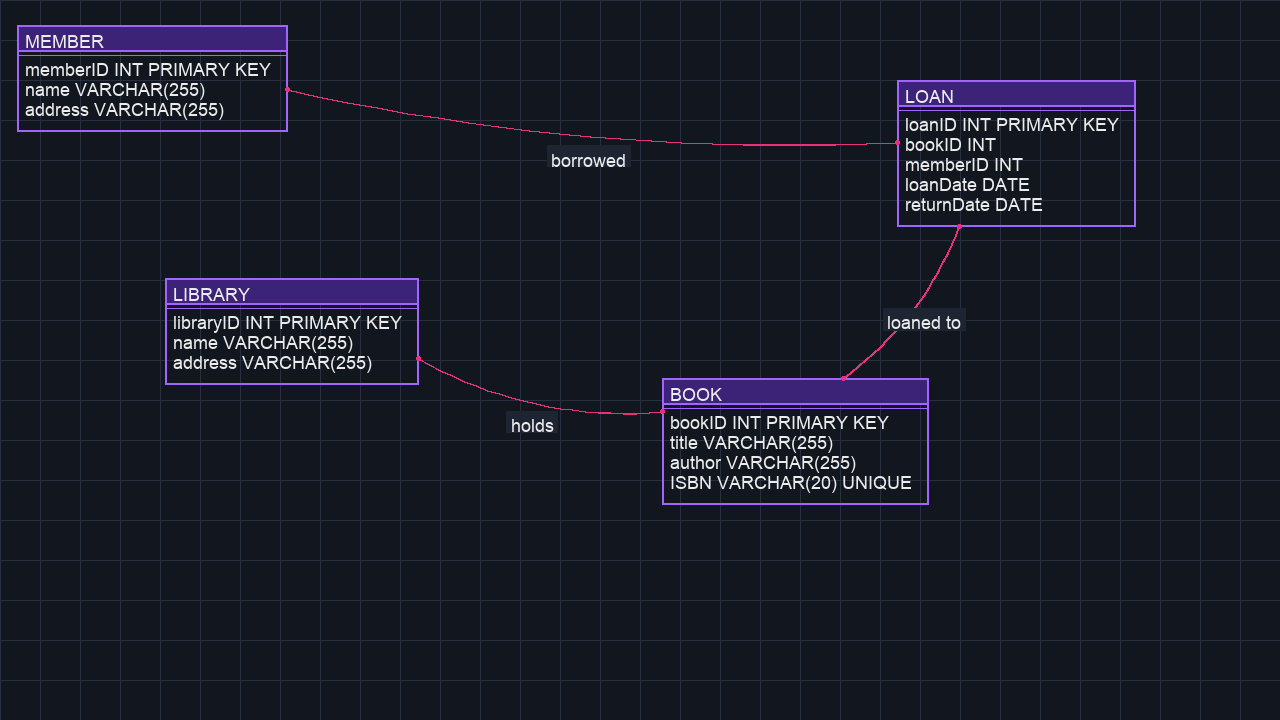 MEMBER
memberID INT PRIMARY KEY
name VARCHAR(255)
address VARCHAR(255)
borrowed
LOAN
loanID INT PRIMARY KEY
bookID INT
memberID INT
loanDate DATE
returnDate DATE
LIBRARY
libraryID INT PRIMARY KEY
name VARCHAR(255)
address VARCHAR(255)
loaned to
holds
BOOK
bookID INT PRIMARY KEY
title VARCHAR(255)
author VARCHAR(255)
ISBN VARCHAR(20) UNIQUE